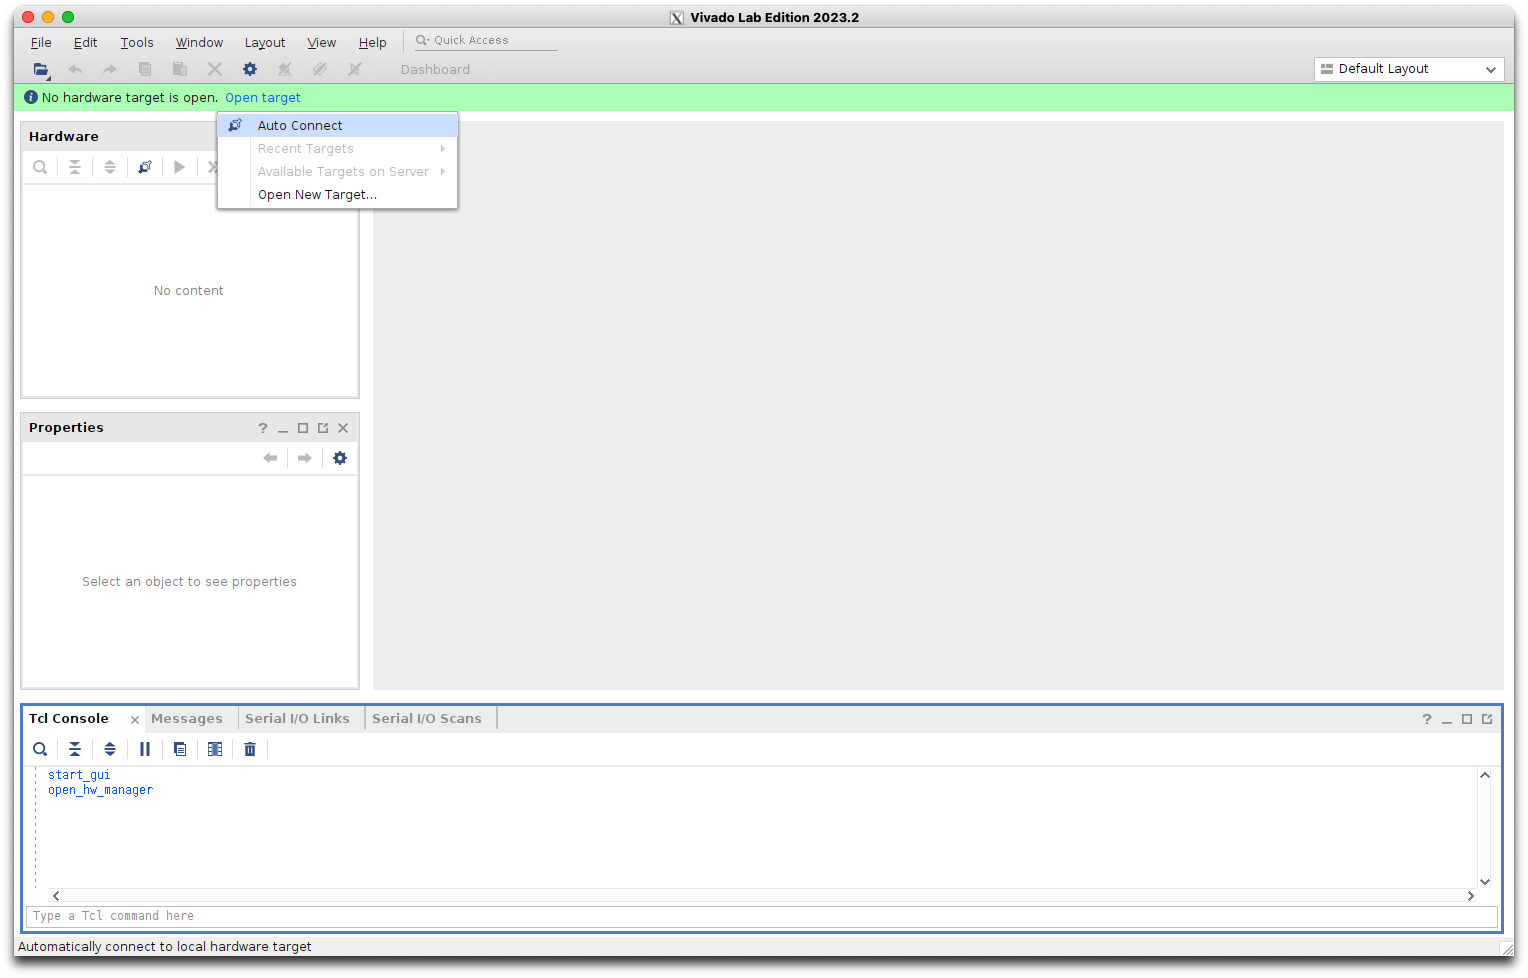 Vivado Lab Edition 2023.2
File Edit Tools Window Layout View Help Quick Access
Dashboard Default Layout
No hardware target is open. Open target
Auto Connect
Recent Targets
Available Targets on Server
Open New Target...
Hardware
No content
Properties
Select an object to see properties
Tcl Console Messages Serial I/O Links Serial I/O Scans
start_gui
open_hw_manager
Type a Tcl command here
Automatically connect to local hardware target